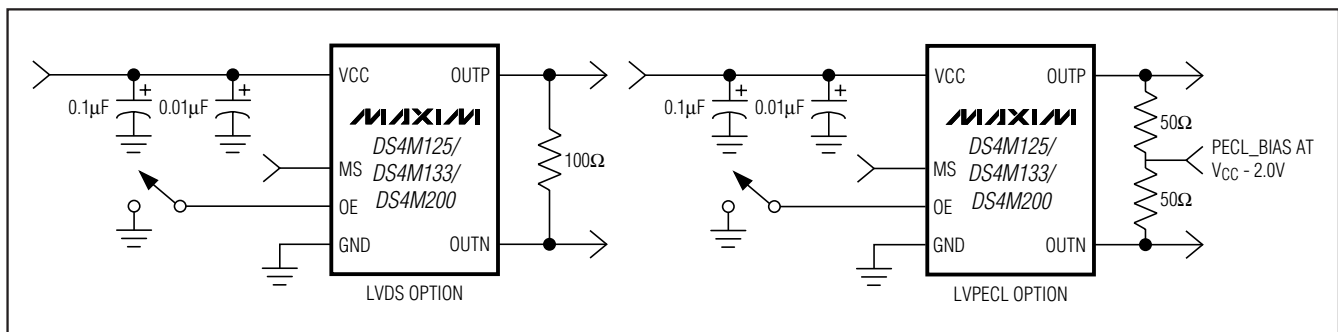 VCC OUTP
0.1µF + 0.01µF +
MAXIM
DS4M125/
DS4M133/
DS4M200
MS
OE
GND OUTN
100Ω
LVDS OPTION
VCC OUTP
0.1µF + 0.01µF +
MAXIM
DS4M125/
DS4M133/
DS4M200
MS
OE
GND OUTN
50Ω
PECL_BIAS AT
VCC - 2.0V
50Ω
LVPECL OPTION